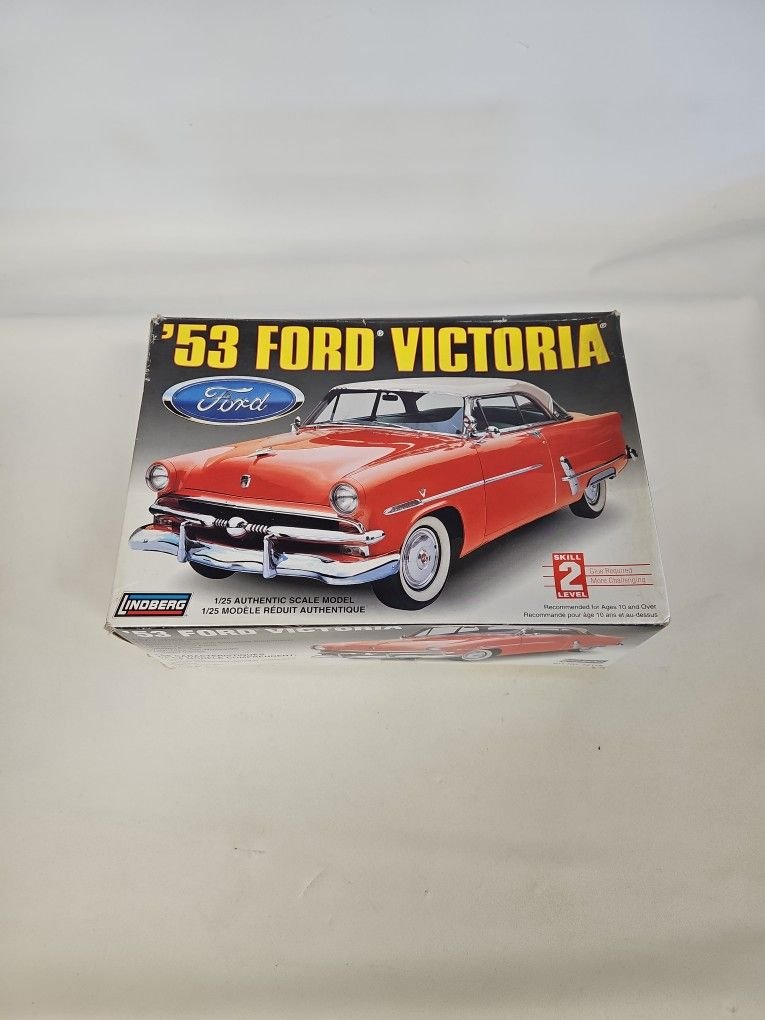 '53 FORD® VICTORIA®
Ford
SKILL
2
LEVEL
Glue Required
More Challenging
LINDBERG
1/25 AUTHENTIC SCALE MODEL
1/25 MODÈLE RÉDUIT AUTHENTIQUE
Recommended for Ages 10 and Over
Recommandé pour âge 10 ans et au-dessus
'53 FORD VICTORIA